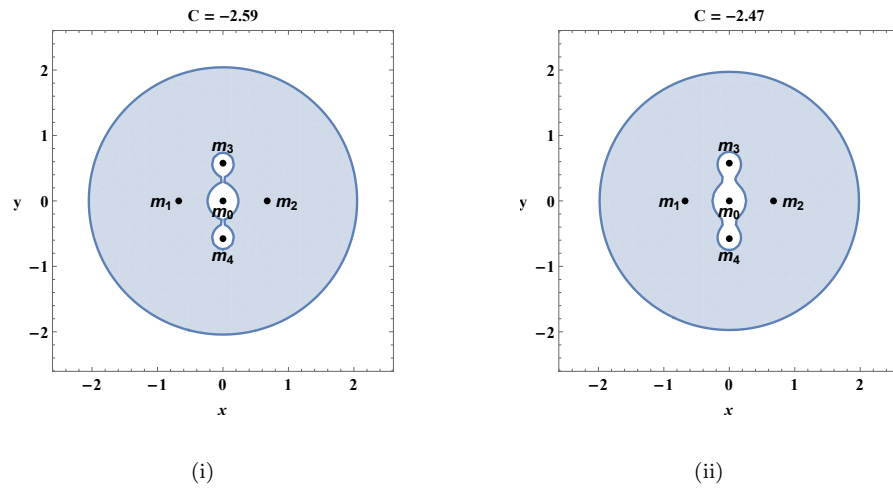 C = −2.59
2
1
0
−1
−2
y
m₃
m₁
m₀
m₂
m₄
−2 −1 0 1 2
x
(i)
C = −2.47
2
1
0
−1
−2
y
m₃
m₁
m₀
m₂
m₄
−2 −1 0 1 2
x
(ii)